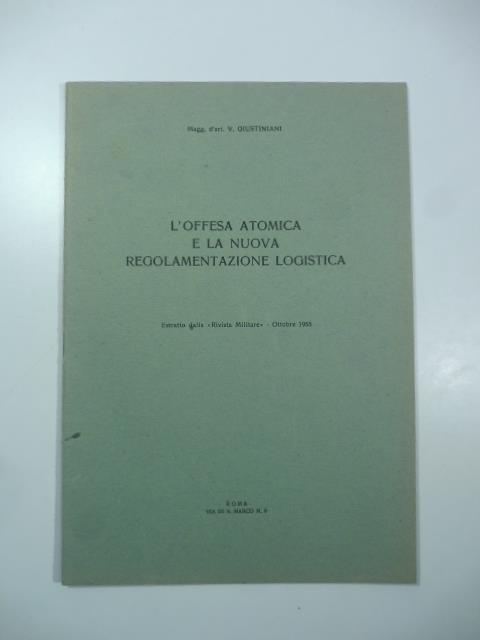 Magg. d'art. V. GIUSTINIANI
L'OFFESA ATOMICA
E LA NUOVA
REGOLAMENTAZIONE LOGISTICA
Estratto dalla «Rivista Militare» - Ottobre 1955
ROMA
VIA DI S. MARCO N. 8